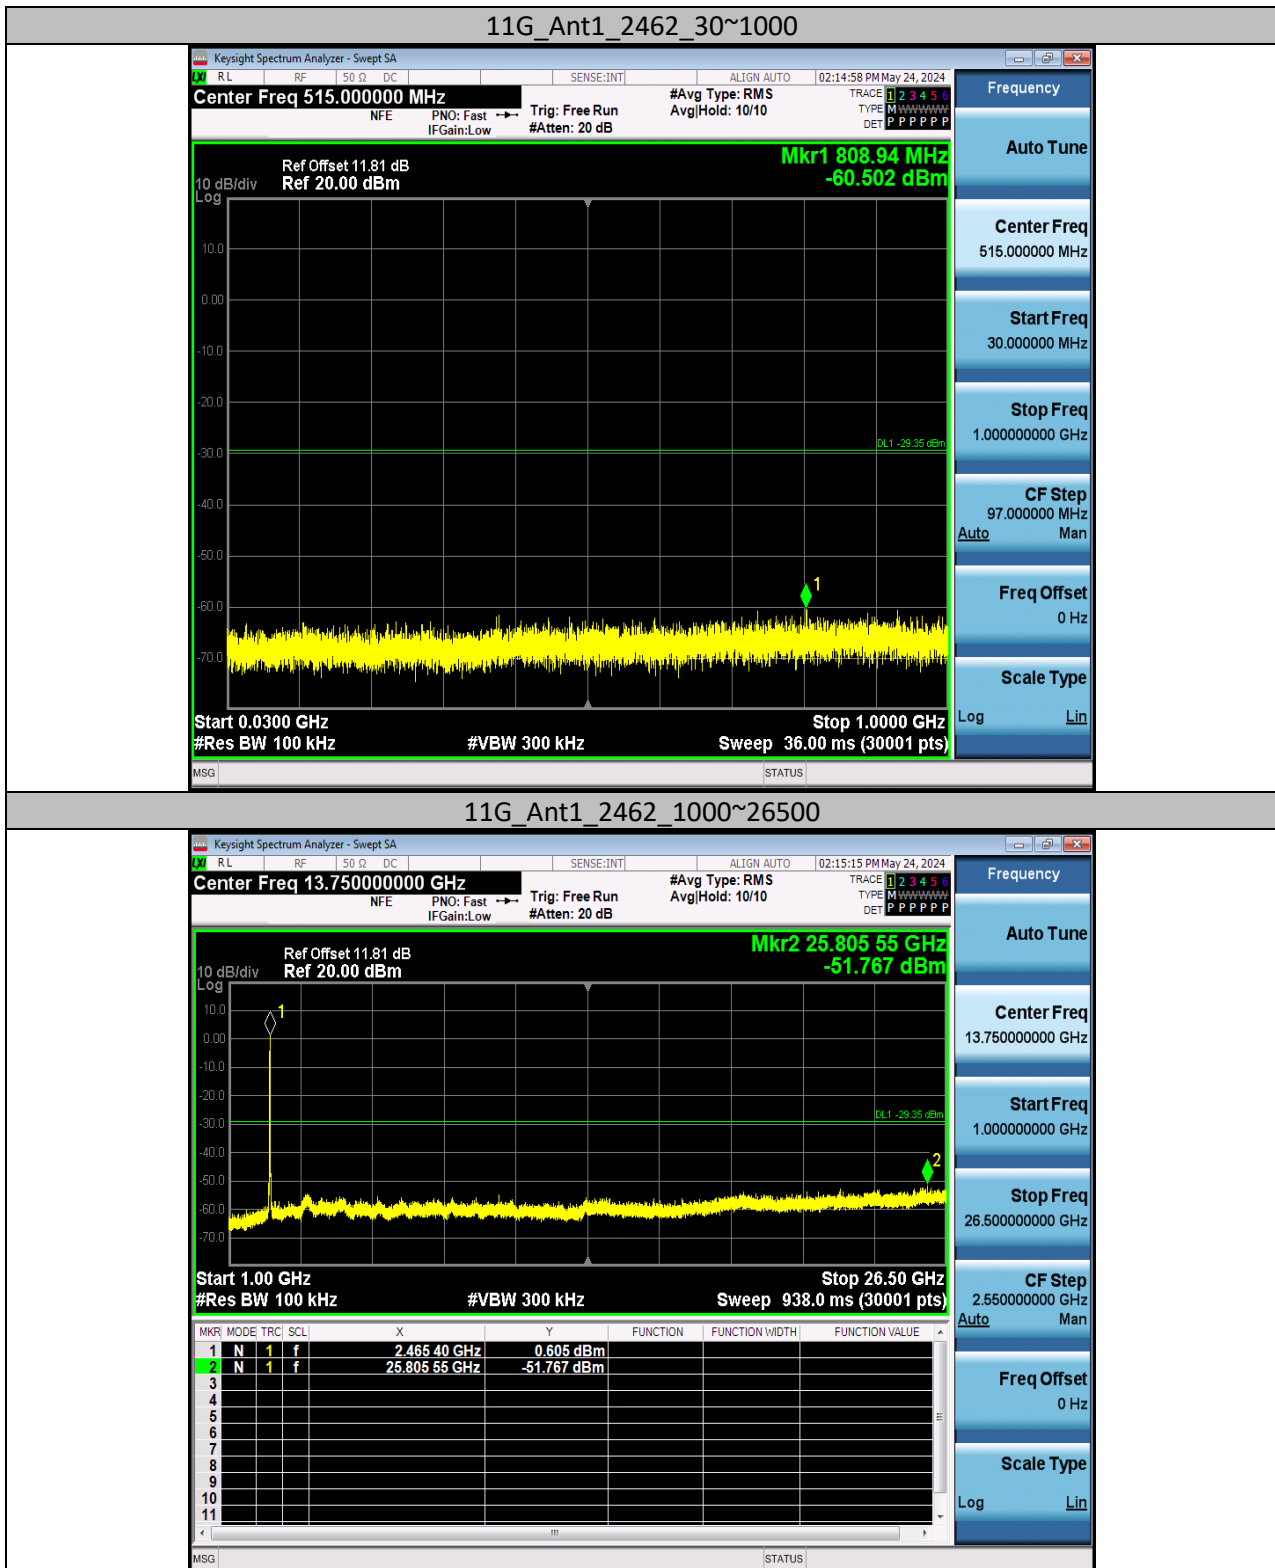 11G_Ant1_2462_30~1000
Keysight Spectrum Analyzer - Swept SA
LXI RL RF 50 Ω DC SENSE:INT ALIGN AUTO 02:14:58 PM May 24, 2024
Center Freq 515.000000 MHz #Avg Type: RMS TRACE 1 2 3 4 5 6
NFE PNO: Fast Trig: Free Run Avg|Hold: 10/10 TYPE M WWWWW
IFGain:Low #Atten: 20 dB DET P P P P P P
Frequency
Mkr1 808.94 MHz
Ref Offset 11.81 dB
10 dB/div Ref 20.00 dBm -60.502 dBm
Log
10.0
0.00
-10.0
-20.0
DL1 -29.35 dBm
-30.0
-40.0
-50.0
1
-60.0
-70.0
Start 0.0300 GHz Stop 1.0000 GHz
#Res BW 100 kHz #VBW 300 kHz Sweep 36.00 ms (30001 pts)
MSG STATUS
Auto Tune
Center Freq
515.000000 MHz
Start Freq
30.000000 MHz
Stop Freq
1.000000000 GHz
CF Step
97.000000 MHz
Auto Man
Freq Offset
0 Hz
Scale Type
Log Lin
11G_Ant1_2462_1000~26500
Keysight Spectrum Analyzer - Swept SA
LXI RL RF 50 Ω DC SENSE:INT ALIGN AUTO 02:15:15 PM May 24, 2024
Center Freq 13.750000000 GHz #Avg Type: RMS TRACE 1 2 3 4 5 6
NFE PNO: Fast Trig: Free Run Avg|Hold: 10/10 TYPE M WWWWW
IFGain:Low #Atten: 20 dB DET P P P P P P
Frequency
Mkr2 25.805 55 GHz
Ref Offset 11.81 dB
10 dB/div Ref 20.00 dBm -51.767 dBm
Log
10.0
1
0.00
-10.0
-20.0
DL1 -29.35 dBm
-30.0
-40.0
2
-50.0
-60.0
-70.0
Start 1.00 GHz Stop 26.50 GHz
#Res BW 100 kHz #VBW 300 kHz Sweep 938.0 ms (30001 pts)
MKR MODE TRC SCL X Y FUNCTION FUNCTION WIDTH FUNCTION VALUE
1 N 1 f 2.465 40 GHz 0.605 dBm
2 N 1 f 25.805 55 GHz -51.767 dBm
3
4
5
6
7
8
9
10
11
MSG STATUS
Auto Tune
Center Freq
13.750000000 GHz
Start Freq
1.000000000 GHz
Stop Freq
26.500000000 GHz
CF Step
2.550000000 GHz
Auto Man
Freq Offset
0 Hz
Scale Type
Log Lin